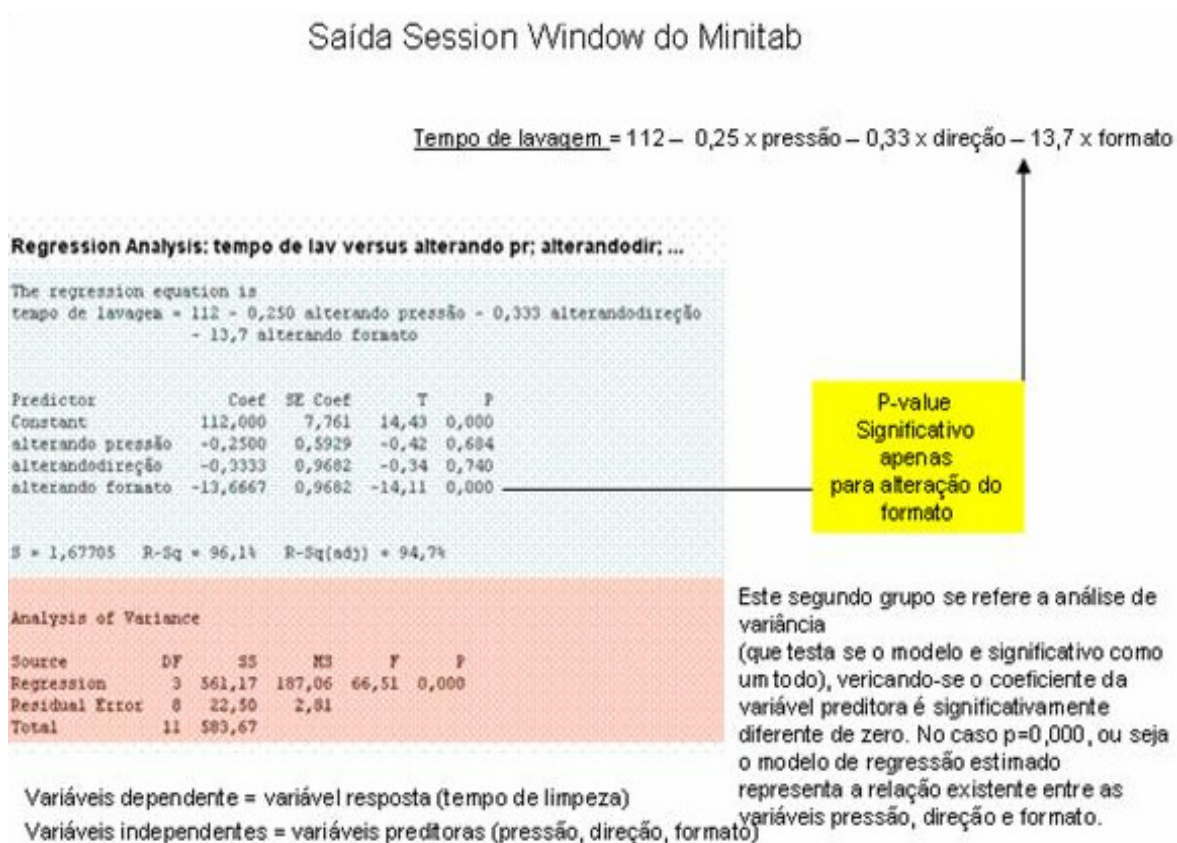 Saída Session Window do Minitab
Tempo de lavagem = 112 – 0,25 x pressão – 0,33 x direção – 13,7 x formato
Regression Analysis: tempo de lav versus alterando pr; alterandodir; ...
The regression equation is
tempo de lavagem = 112 - 0,250 alterando pressão - 0,333 alterandodireção
- 13,7 alterando formato
Predictor Coef SE Coef T P
Constant 112,000 7,761 14,43 0,000
alterando pressão -0,2500 0,5929 -0,42 0,684
alterandodireção -0,3333 0,9682 -0,34 0,740
alterando formato -13,6667 0,9682 -14,11 0,000
S = 1,67705 R-Sq = 96,1% R-Sq(adj) = 94,7%
P-value
Significativo
apenas
para alteração do
formato
Analysis of Variance
Source DF SS MS F P
Regression 3 561,17 187,06 66,51 0,000
Residual Error 8 22,50 2,81
Total 11 583,67
Este segundo grupo se refere a análise de
variância
(que testa se o modelo e significativo como
um todo), vericando-se o coeficiente da
variável preditora é significativamente
diferente de zero. No caso p=0,000, ou seja
o modelo de regressão estimado
representa a relação existente entre as
variáveis pressão, direção e formato.
Variáveis dependente = variável resposta (tempo de limpeza)
Variáveis independentes = variáveis preditoras (pressão, direção, formato)